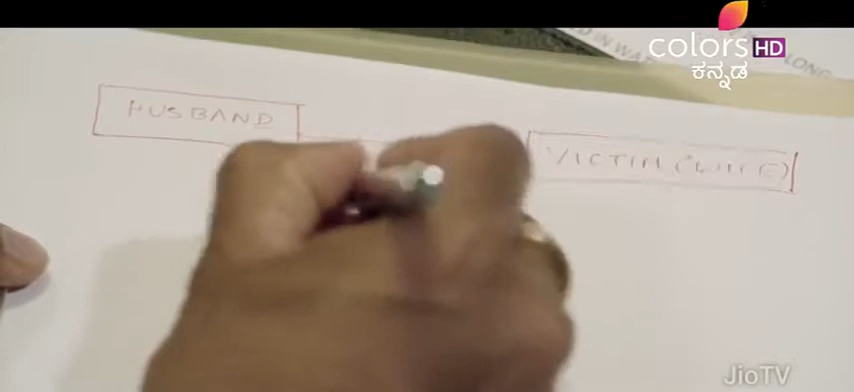 colors HD
ಕನ್ನಡ
HUSBAND
VICTIM (WIFE)
JioTV